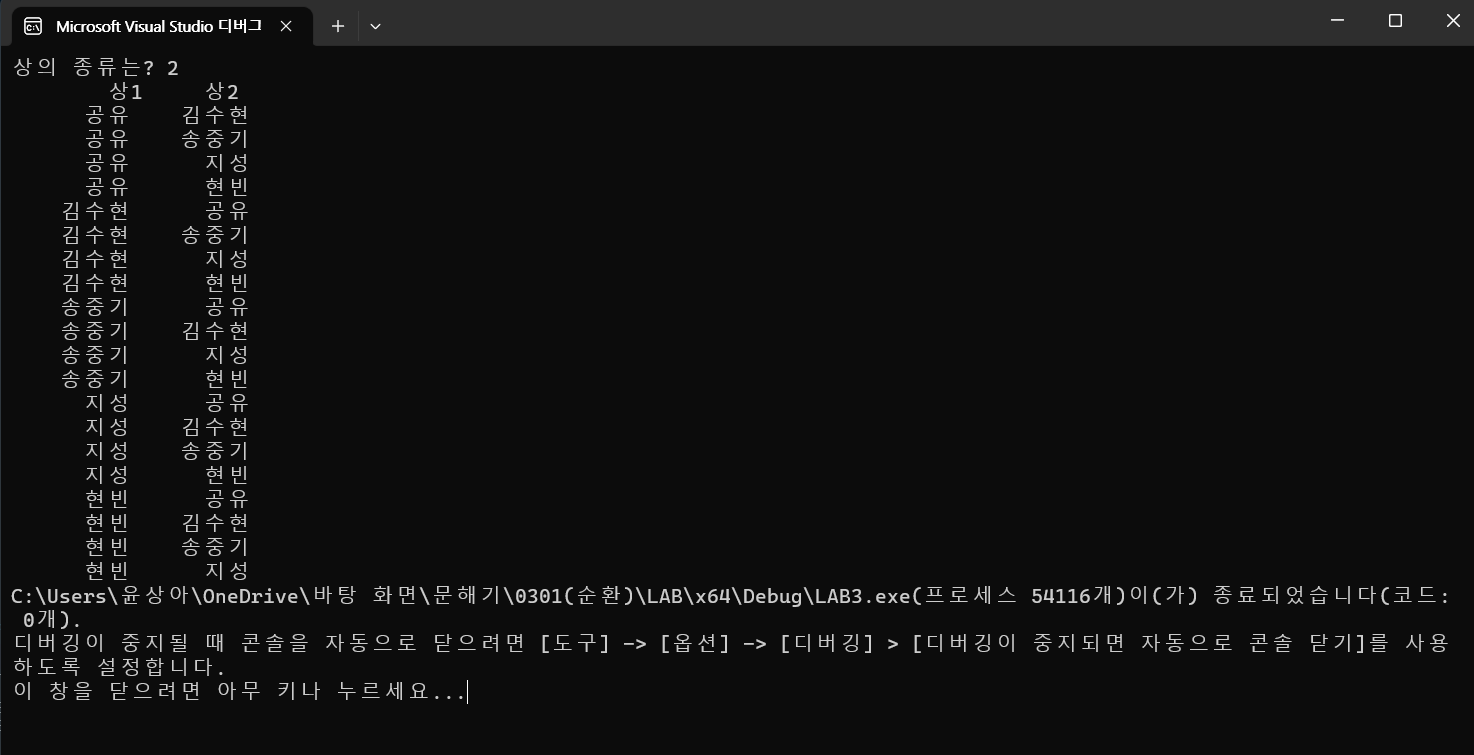 Microsoft Visual Studio 디버그
상의 종류는? 2
상1 상2
공유 김수현
공유 송중기
공유 지성
공유 현빈
김수현 공유
김수현 송중기
김수현 지성
김수현 현빈
송중기 공유
송중기 김수현
송중기 지성
송중기 현빈
지성 공유
지성 김수현
지성 송중기
지성 현빈
현빈 공유
현빈 김수현
현빈 송중기
현빈 지성
C:\Users\윤상아\OneDrive\바탕 화면\문해기\0301(순환)\LAB\x64\Debug\LAB3.exe(프로세스 54116개)이(가) 종료되었습니다(코드:
0개).
디버깅이 중지될 때 콘솔을 자동으로 닫으려면 [도구] -> [옵션] -> [디버깅] > [디버깅이 중지되면 자동으로 콘솔 닫기]를 사용
하도록 설정합니다.
이 창을 닫으려면 아무 키나 누르세요...